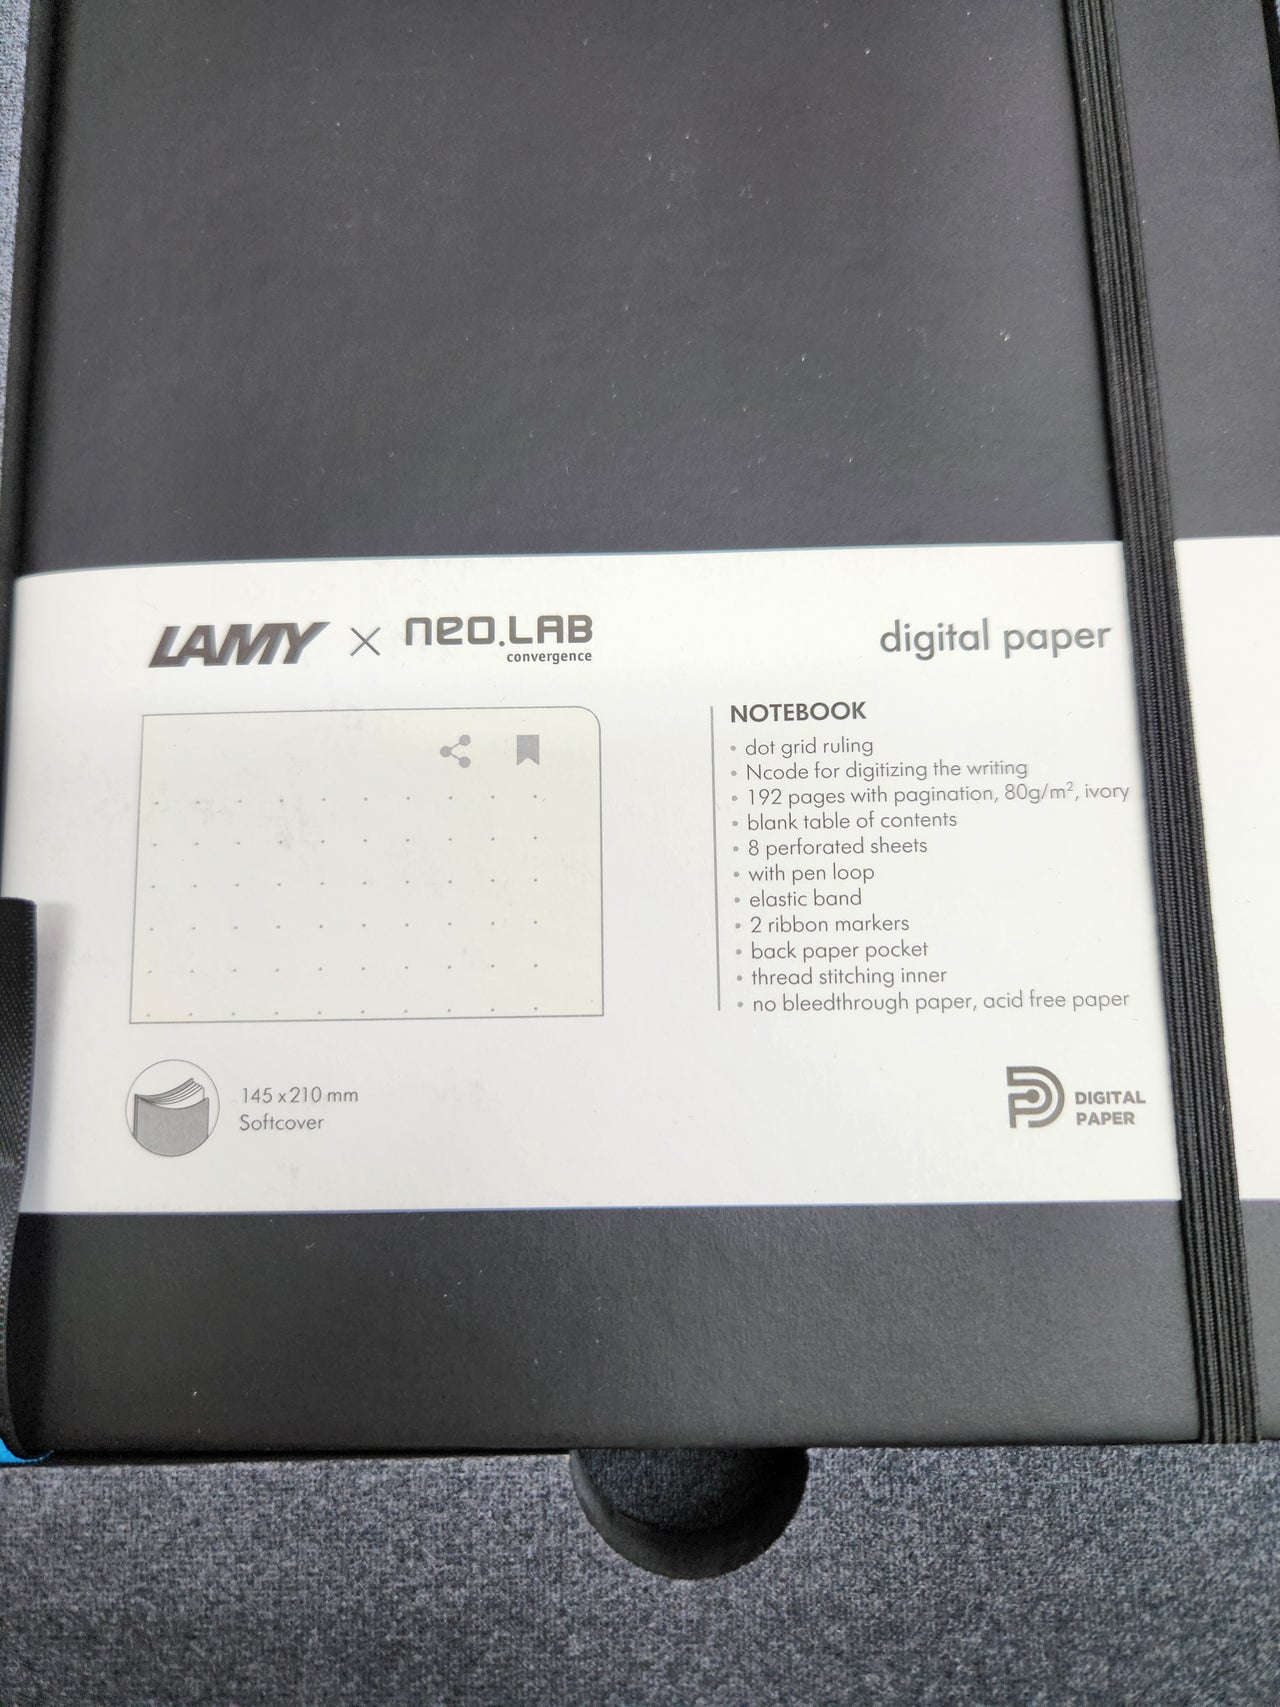 LAMY × neo.LAB
convergence
digital paper
NOTEBOOK
• dot grid ruling
• Ncode for digitizing the writing
• 192 pages with pagination, 80g/m², ivory
• blank table of contents
• 8 perforated sheets
• with pen loop
• elastic band
• 2 ribbon markers
• back paper pocket
• thread stitching inner
• no bleedthrough paper, acid free paper
145 x 210 mm
Softcover
DIGITAL
PAPER